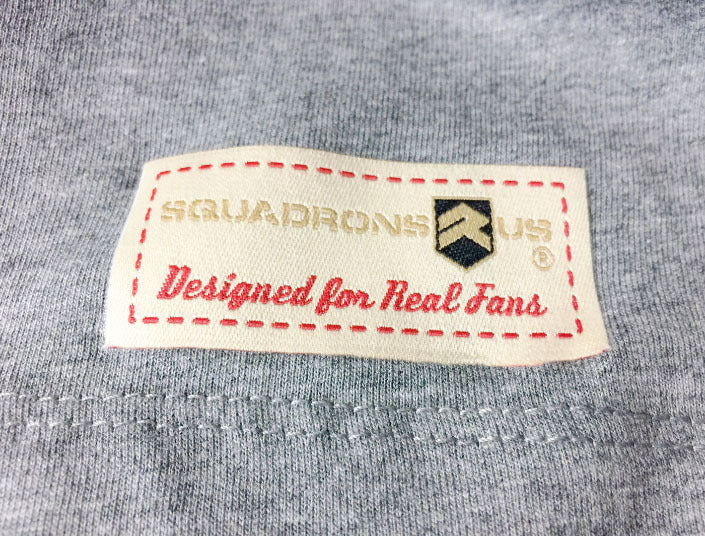 SQUADRONS R US ®
Designed for Real Fans